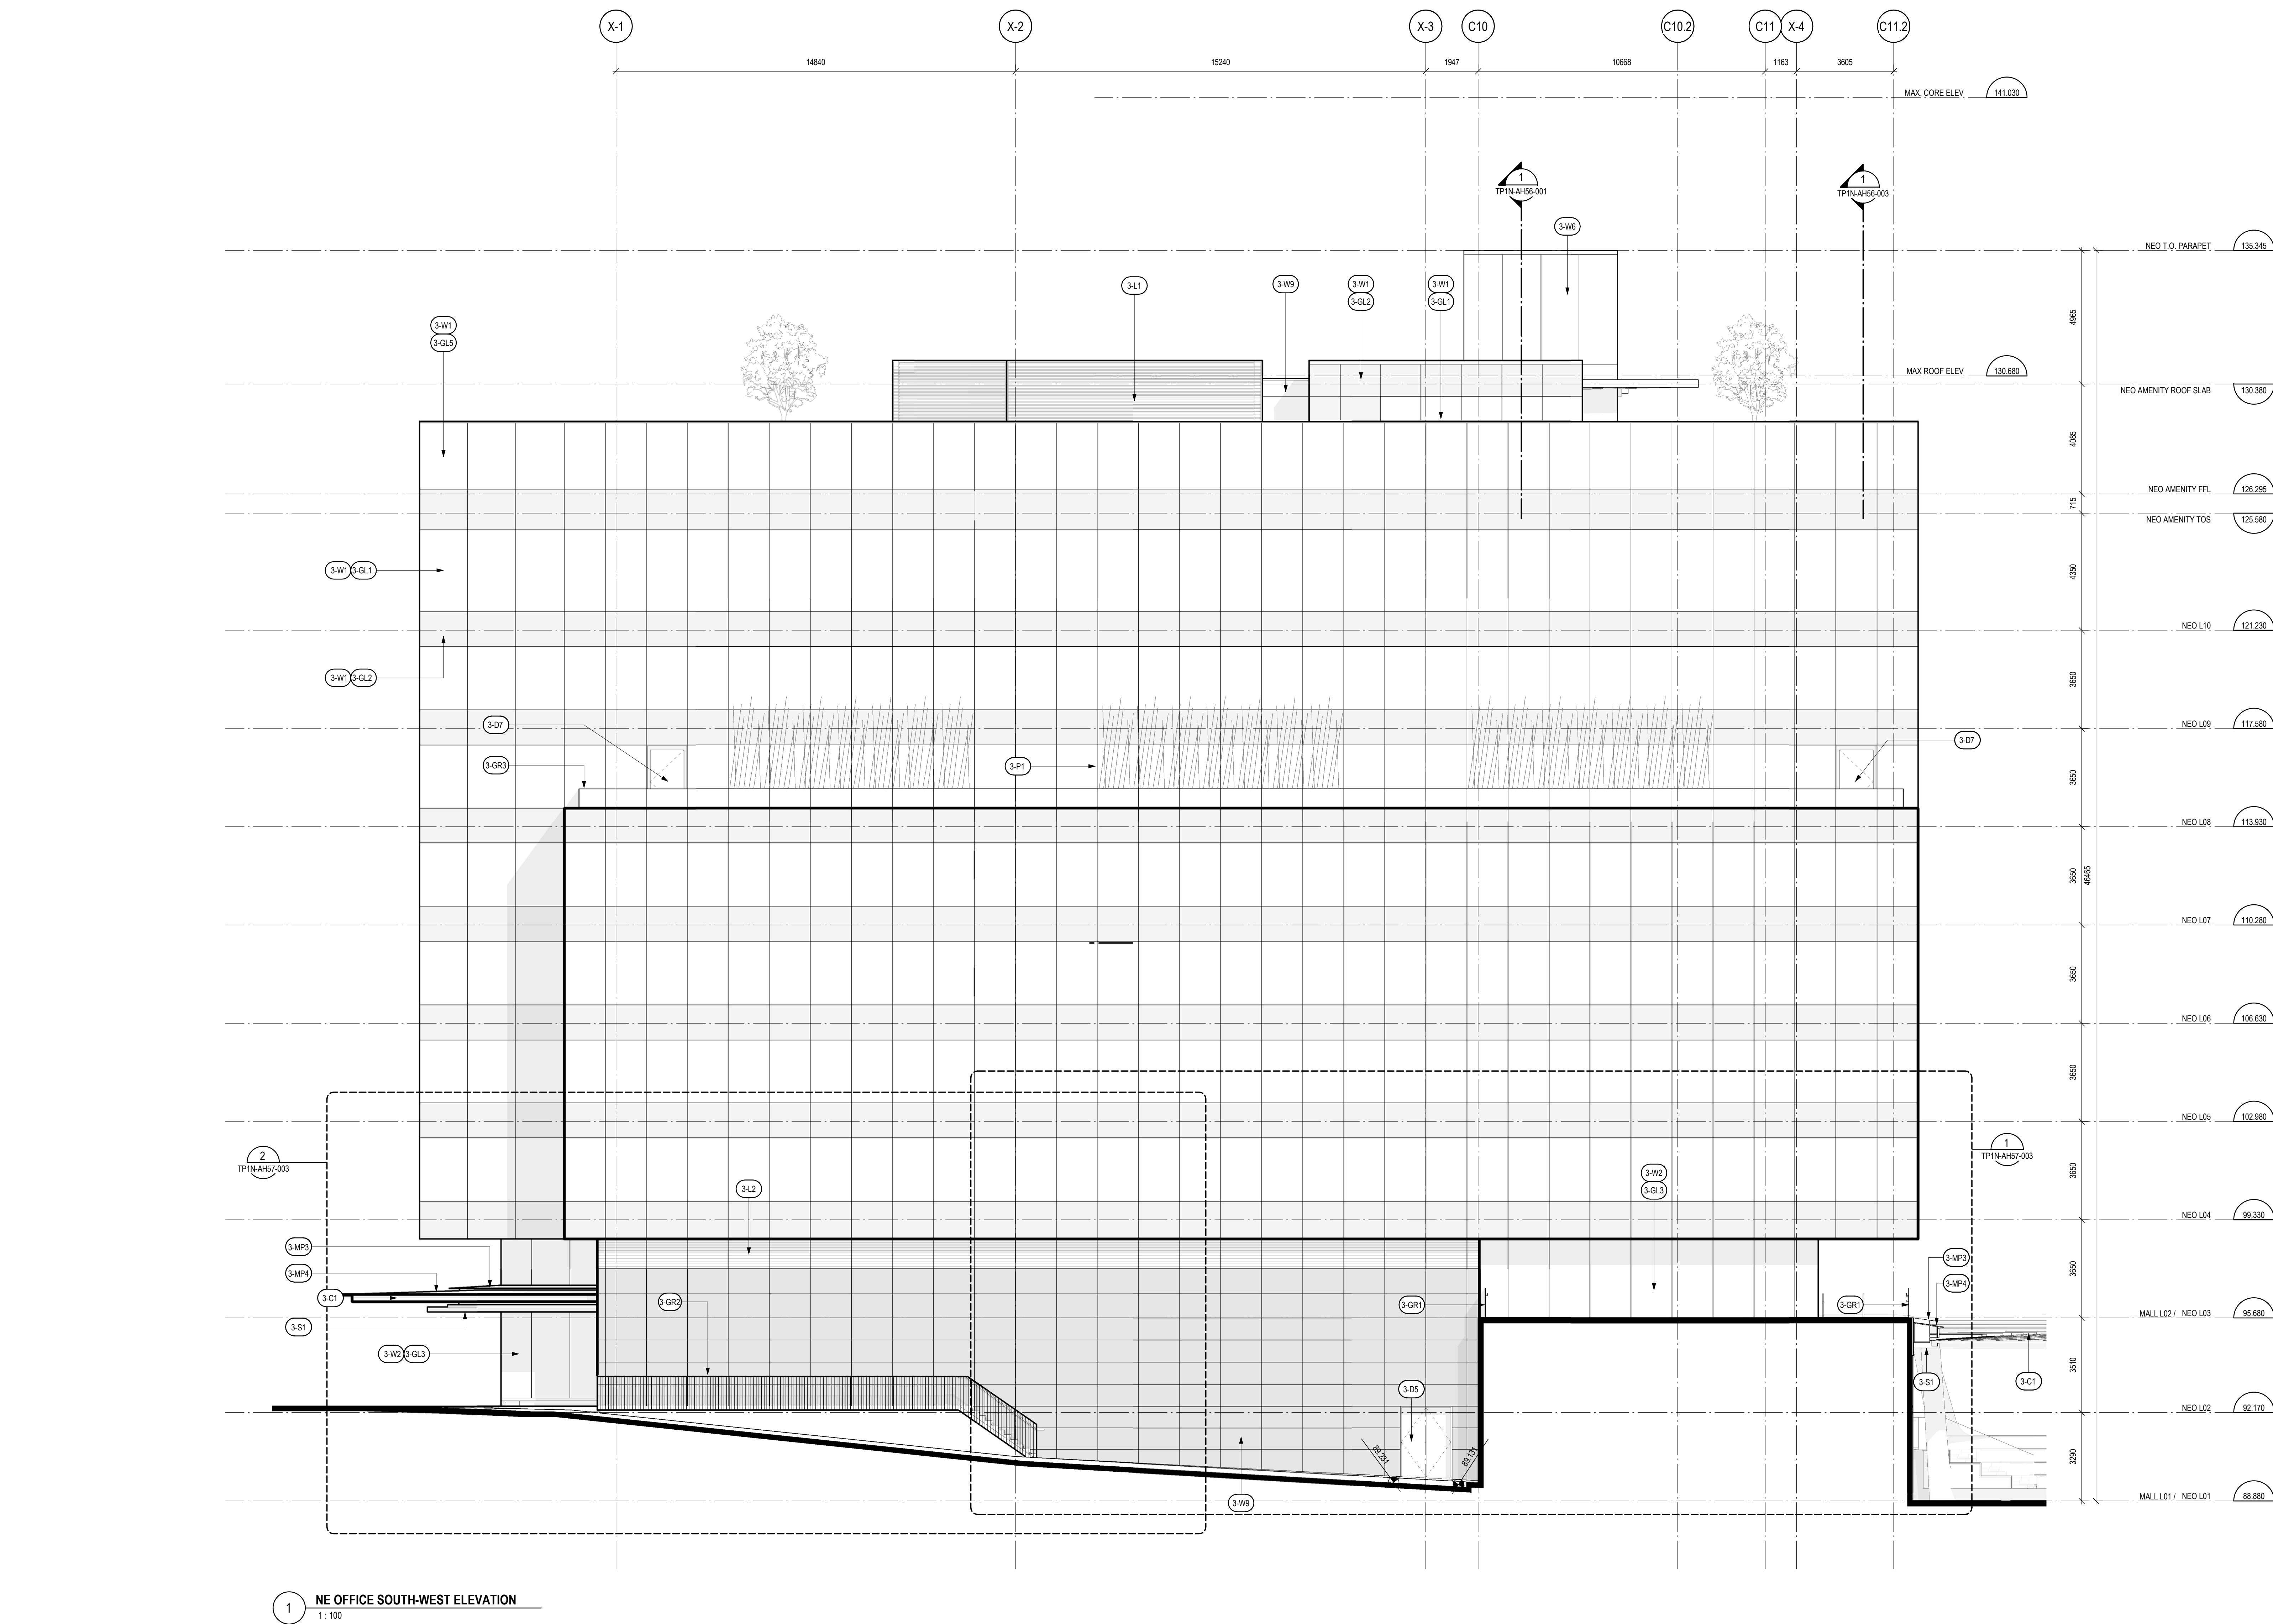 X-1
X-2
X-3
C10
C10.2
C11
X-4
C11.2
14840
15240
1947
10668
1163
3605
MAX. CORE ELEV
141.030
1
TP1N-AH56-001
1
TP1N-AH56-003
3-W6
NEO T.O. PARAPET
135.345
3-L1
3-W9
3-W1
3-GL2
3-W1
3-GL1
3-W1
3-GL5
4965
MAX ROOF ELEV
130.680
NEO AMENITY ROOF SLAB
130.380
4085
NEO AMENITY FFL
126.295
715
NEO AMENITY TOS
125.580
3-W1
3-GL1
4350
NEO L10
121.230
3-W1
3-GL2
3650
3-D7
NEO L09
117.580
3-D7
3-GR3
3-P1
3650
NEO L08
113.930
3650
46465
NEO L07
110.280
3650
NEO L06
106.630
3650
NEO L05
102.980
2
TP1N-AH57-003
1
TP1N-AH57-003
3650
3-L2
3-W2
3-GL3
NEO L04
99.330
3-MP3
3-MP3
3650
3-MP4
3-MP4
3-C1
3-GR2
3-GR1
3-GR1
MALL L02 / NEO L03
95.680
3-S1
3-W2
3-GL3
3510
3-S1
3-C1
3-D5
NEO L02
92.170
89.231
89.131
3290
3-W9
MALL L01 / NEO L01
88.880
1
NE OFFICE SOUTH-WEST ELEVATION
1 : 100